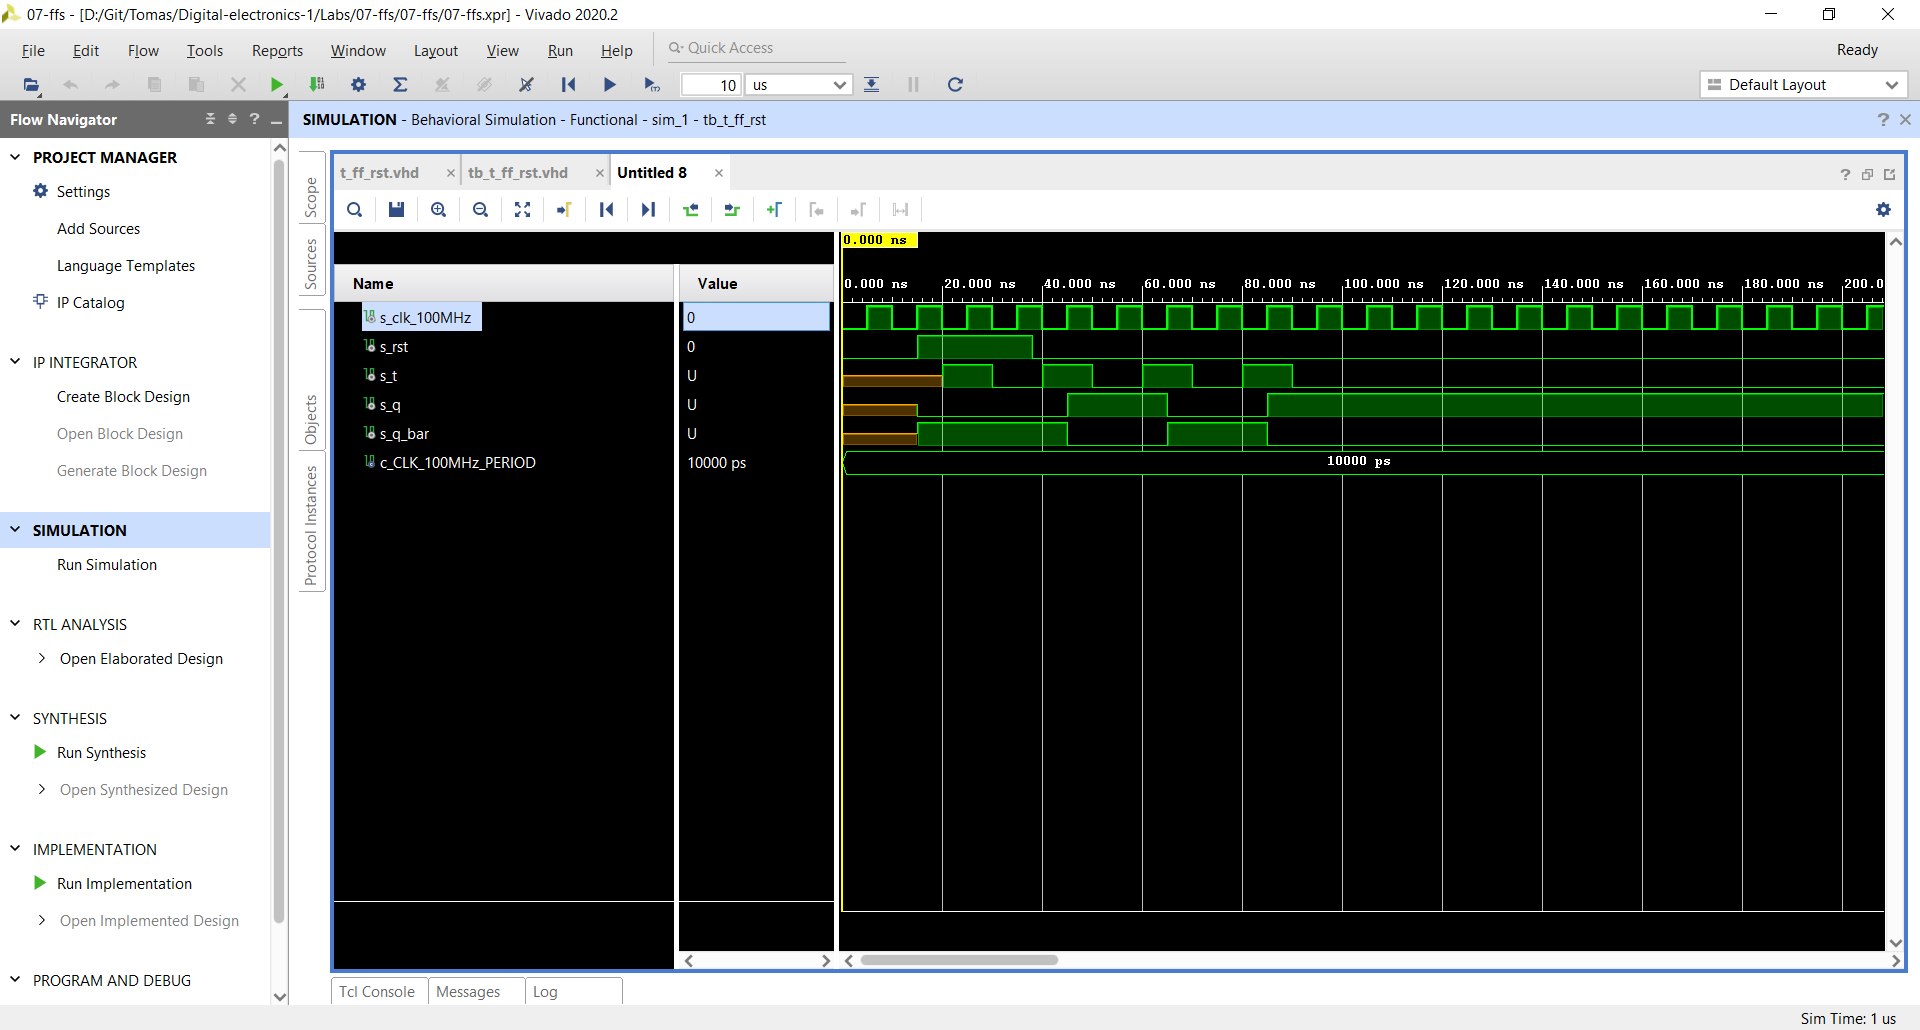 07-ffs - [D:/Git/Tomas/Digital-electronics-1/Labs/07-ffs/07-ffs/07-ffs.xpr] - Vivado 2020.2
File Edit Flow Tools Reports Window Layout View Run Help Quick Access Ready
10 us Default Layout
Flow Navigator
SIMULATION - Behavioral Simulation - Functional - sim_1 - tb_t_ff_rst
PROJECT MANAGER
Settings
Add Sources
Language Templates
IP Catalog
IP INTEGRATOR
Create Block Design
Open Block Design
Generate Block Design
SIMULATION
Run Simulation
RTL ANALYSIS
Open Elaborated Design
SYNTHESIS
Run Synthesis
Open Synthesized Design
IMPLEMENTATION
Run Implementation
Open Implemented Design
PROGRAM AND DEBUG
Scope
Sources
Objects
Protocol Instances
t_ff_rst.vhd tb_t_ff_rst.vhd Untitled 8
0.000 ns
Name Value
0.000 ns 20.000 ns 40.000 ns 60.000 ns 80.000 ns 100.000 ns 120.000 ns 140.000 ns 160.000 ns 180.000 ns 200.0
s_clk_100MHz 0
s_rst 0
s_t U
s_q U
s_q_bar U
c_CLK_100MHz_PERIOD 10000 ps 10000 ps
Tcl Console Messages Log
Sim Time: 1 us